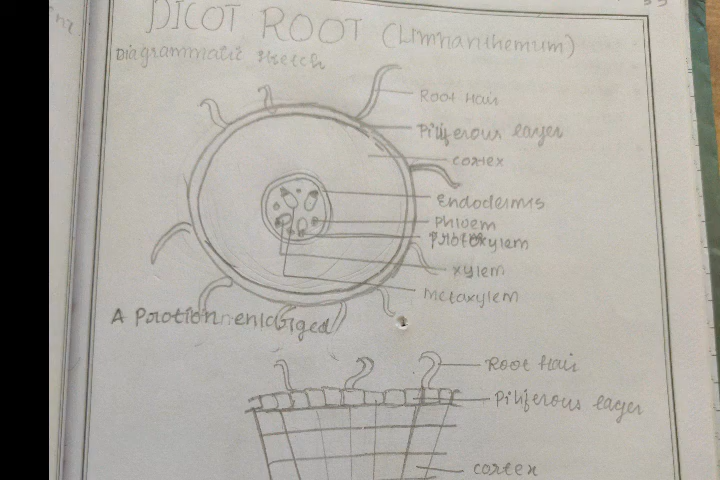 DICOT ROOT (Limnanthemum)
Diagrammatic sketch
Root Hair
Piliferous layer
cortex
Endodermis
Phloem
Protoxylem
xylem
metaxylem
A Protion enlarged
Root Hair
Piliferous layer
cortex